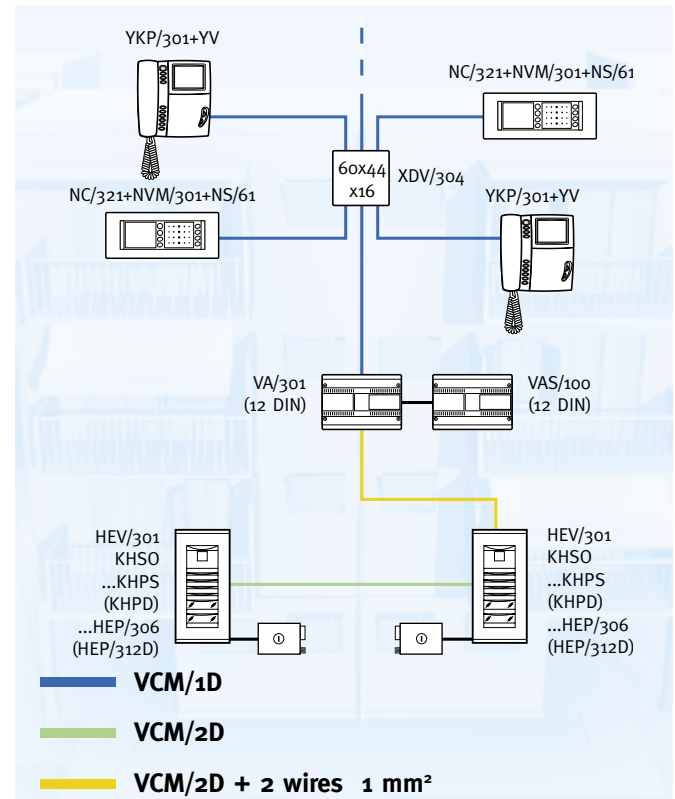 YKP/301+YV
NC/321+NVM/301+NS/61
60x44
x16
XDV/304
NC/321+NVM/301+NS/61
YKP/301+YV
VA/301
(12 DIN)
VAS/100
(12 DIN)
HEV/301
KHSO
...KHPS
(KHPD)
...HEP/306
(HEP/312D)
HEV/301
KHSO
...KHPS
(KHPD)
...HEP/306
(HEP/312D)
VCM/1D
VCM/2D
VCM/2D + 2 wires 1 mm²